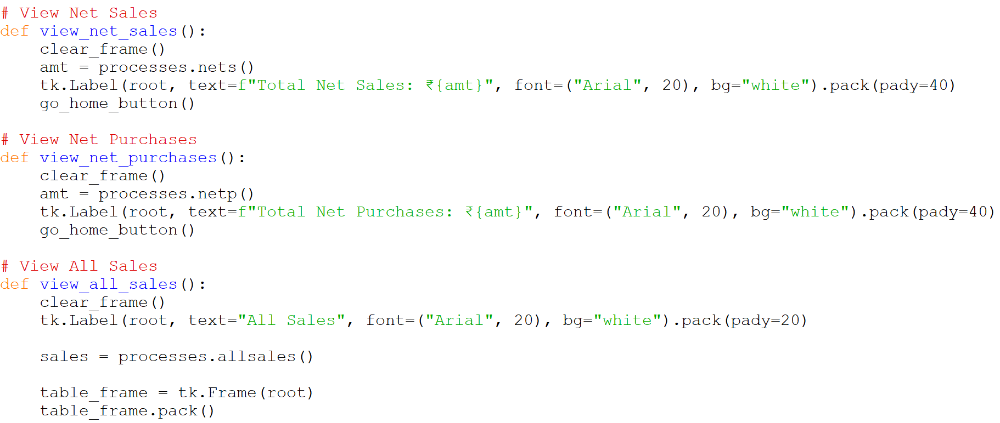 # View Net Sales
def view_net_sales():
    clear_frame()
    amt = processes.nets()
    tk.Label(root, text=f"Total Net Sales: ₹{amt}", font=("Arial", 20), bg="white").pack(pady=40)
    go_home_button()

# View Net Purchases
def view_net_purchases():
    clear_frame()
    amt = processes.netp()
    tk.Label(root, text=f"Total Net Purchases: ₹{amt}", font=("Arial", 20), bg="white").pack(pady=40)
    go_home_button()

# View All Sales
def view_all_sales():
    clear_frame()
    tk.Label(root, text="All Sales", font=("Arial", 20), bg="white").pack(pady=20)

    sales = processes.allsales()

    table_frame = tk.Frame(root)
    table_frame.pack()